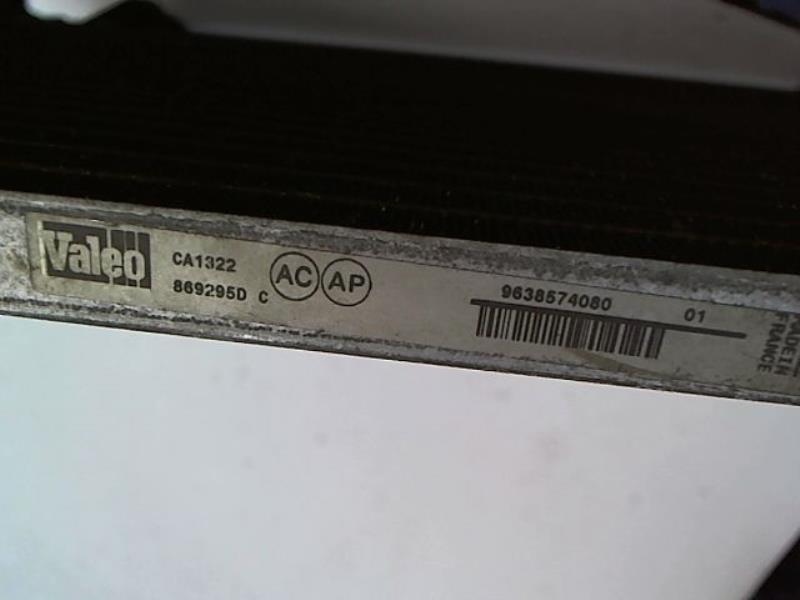 Valeo
CA1322
869295D C
AC AP
9638574080 01
MADE IN
FRANCE